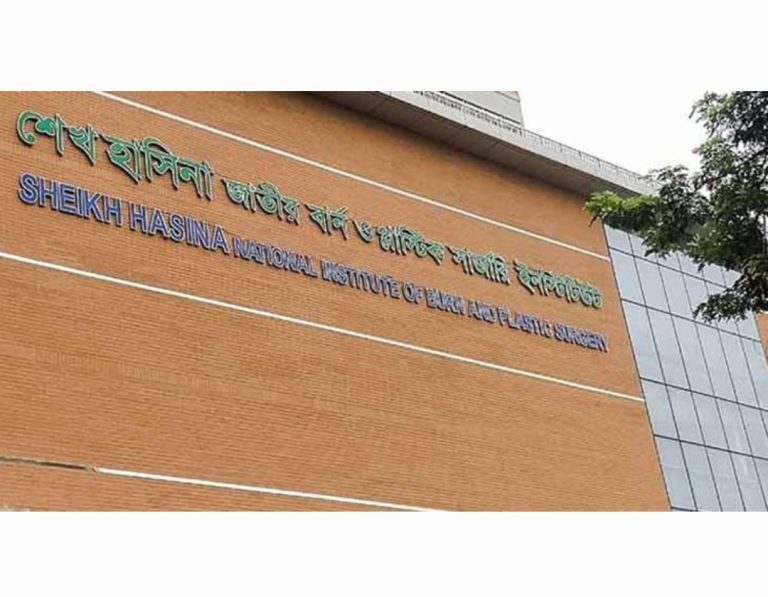 শেখ হাসিনা জাতীয় বার্ন ও প্লাস্টিক সার্জারি ইনস্টিটিউট
SHEIKH HASINA NATIONAL INSTITUTE OF BURN AND PLASTIC SURGERY